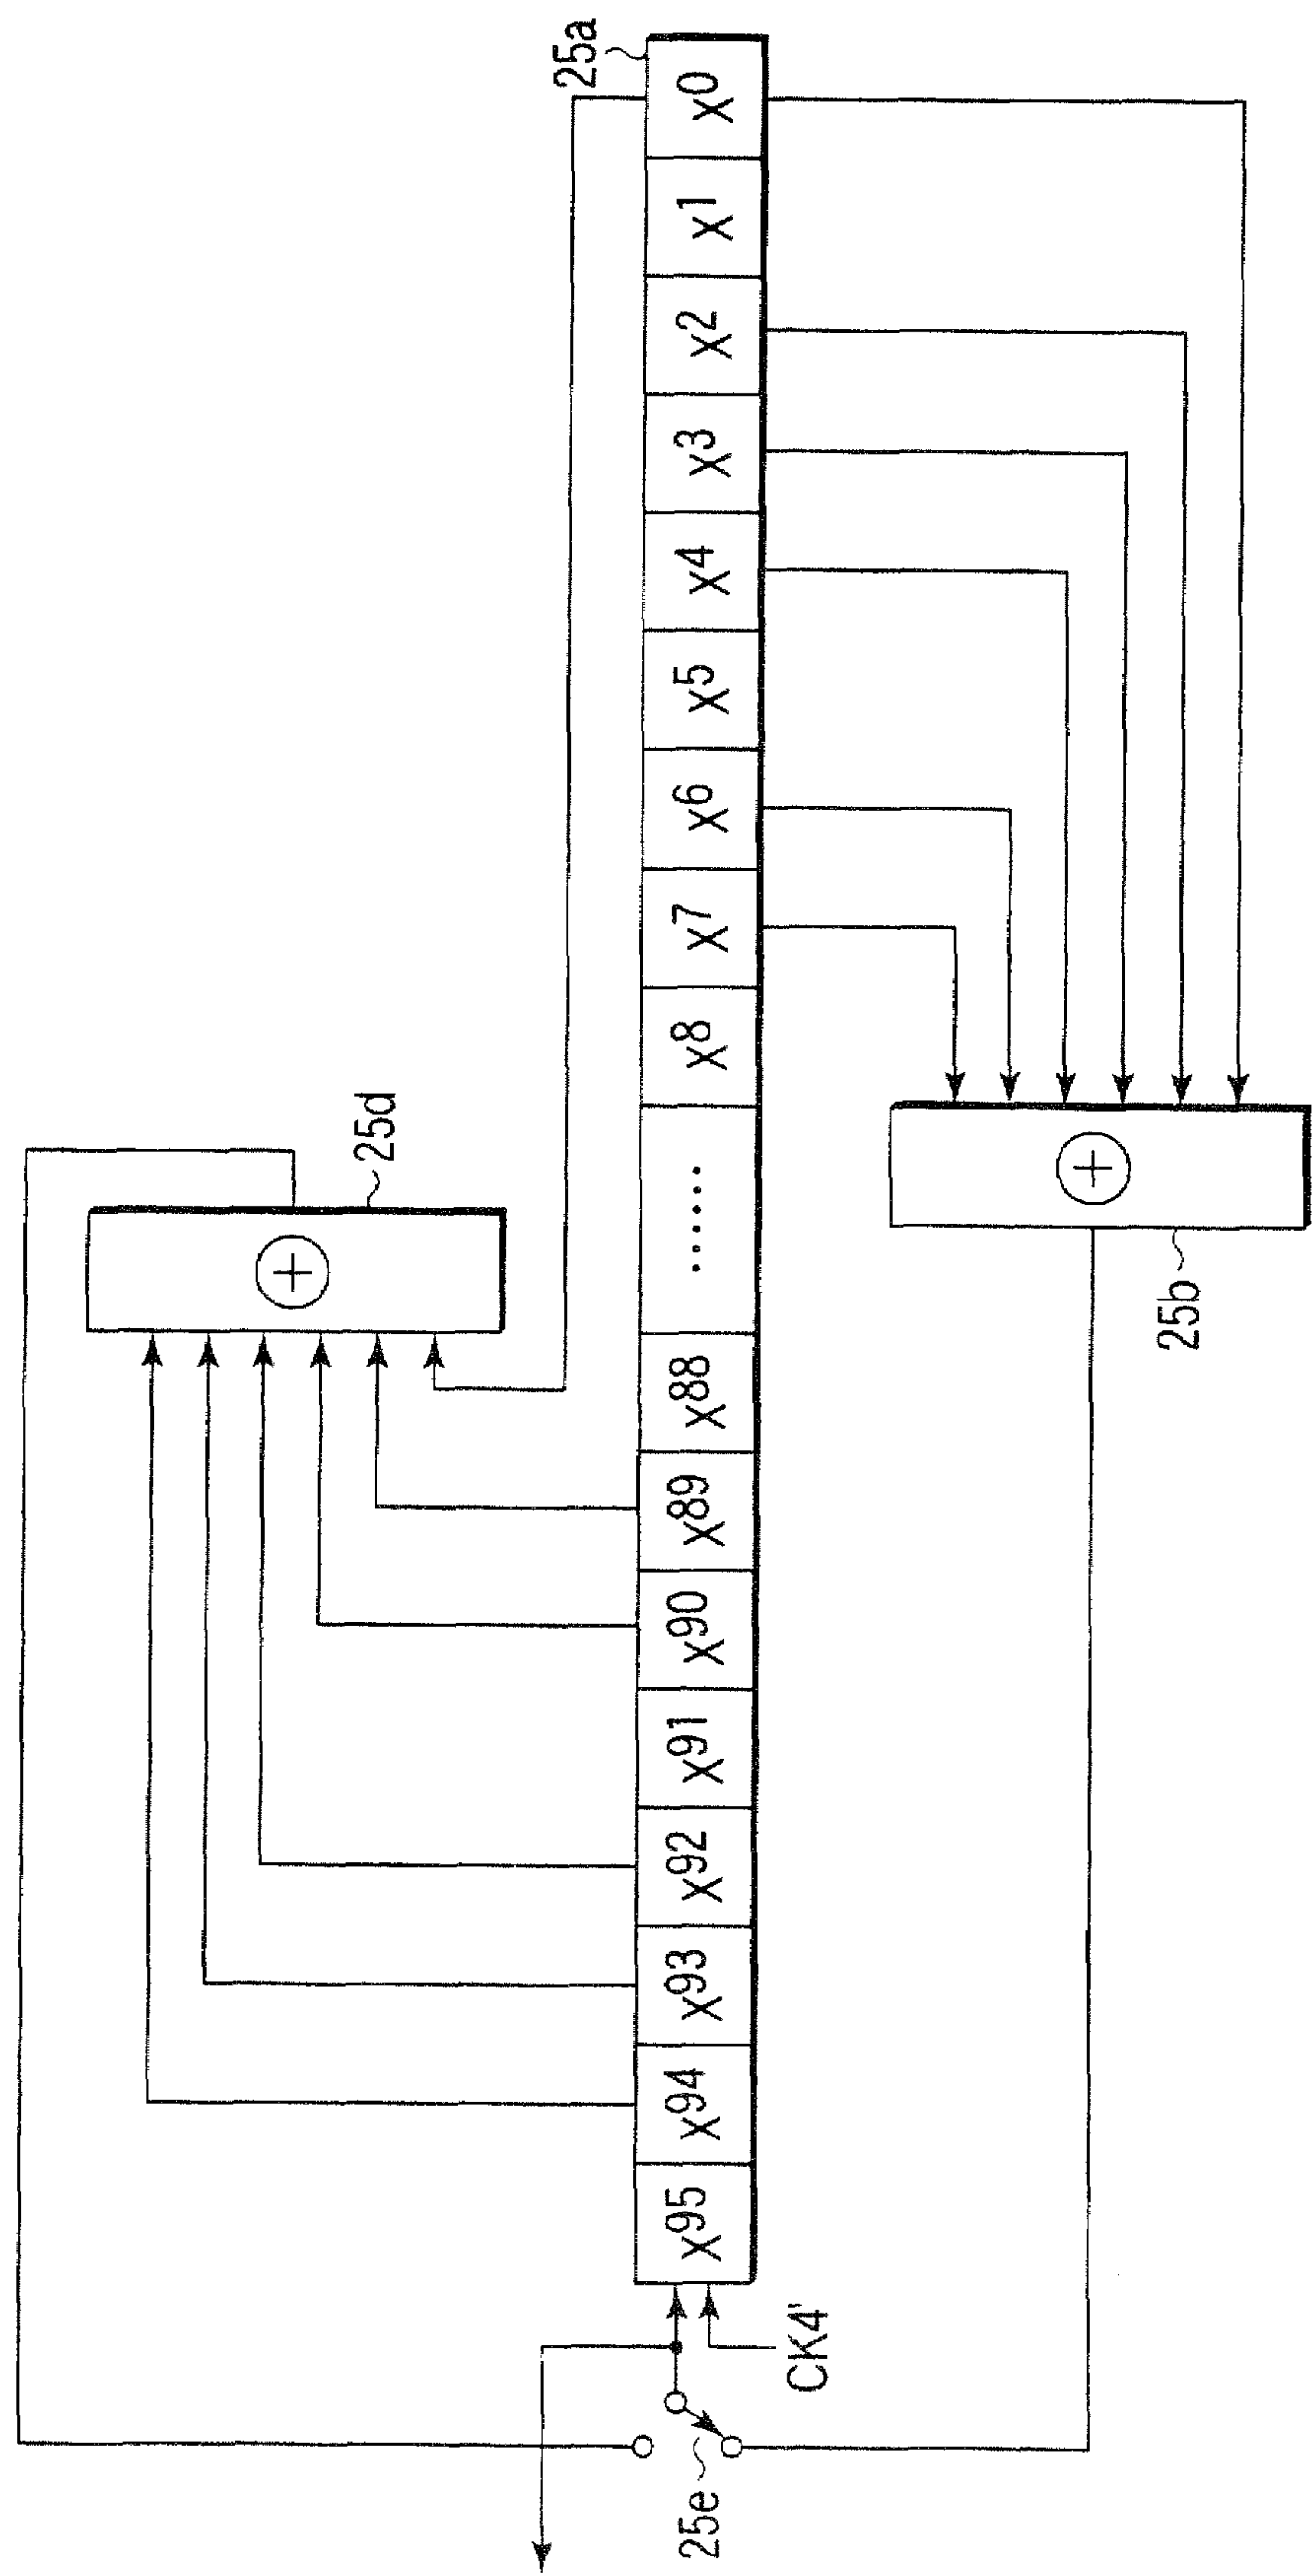 25a
X⁰
X¹
X²
X³
X⁴
X⁵
X⁶
X⁷
X⁸
......
X⁸⁸
X⁸⁹
X⁹⁰
X⁹¹
X⁹²
X⁹³
X⁹⁴
X⁹⁵
25d
+
25b
+
CK4'
25e